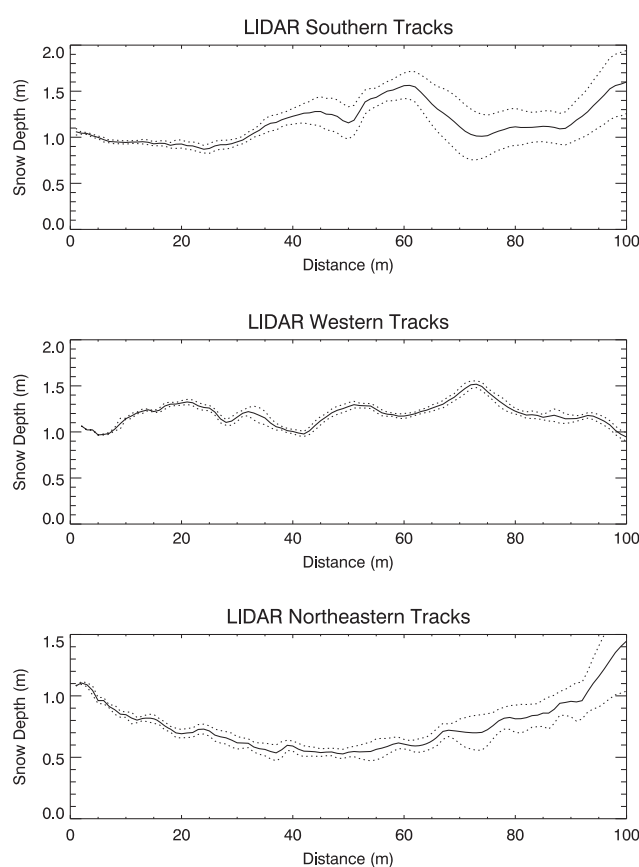 LIDAR Southern Tracks
2.0
1.5
1.0
0.5
0.0
Snow Depth (m)
0 20 40 60 80 100
Distance (m)
LIDAR Western Tracks
2.0
1.5
1.0
0.5
0.0
Snow Depth (m)
0 20 40 60 80 100
Distance (m)
LIDAR Northeastern Tracks
1.5
1.0
0.5
0.0
Snow Depth (m)
0 20 40 60 80 100
Distance (m)